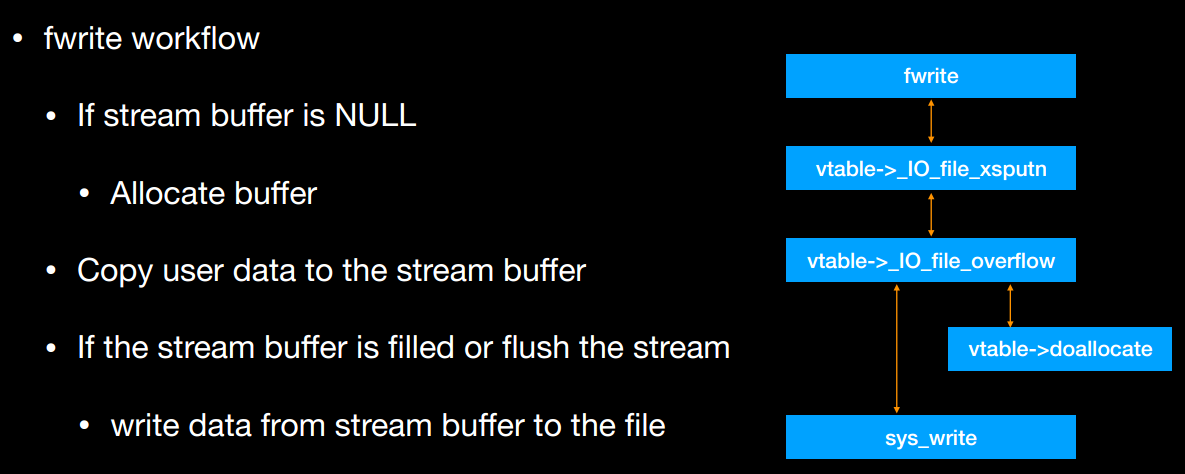 • fwrite workflow
• If stream buffer is NULL
• Allocate buffer
• Copy user data to the stream buffer
• If the stream buffer is filled or flush the stream
• write data from stream buffer to the file
fwrite
vtable->_IO_file_xsputn
vtable->_IO_file_overflow
vtable->doallocate
sys_write